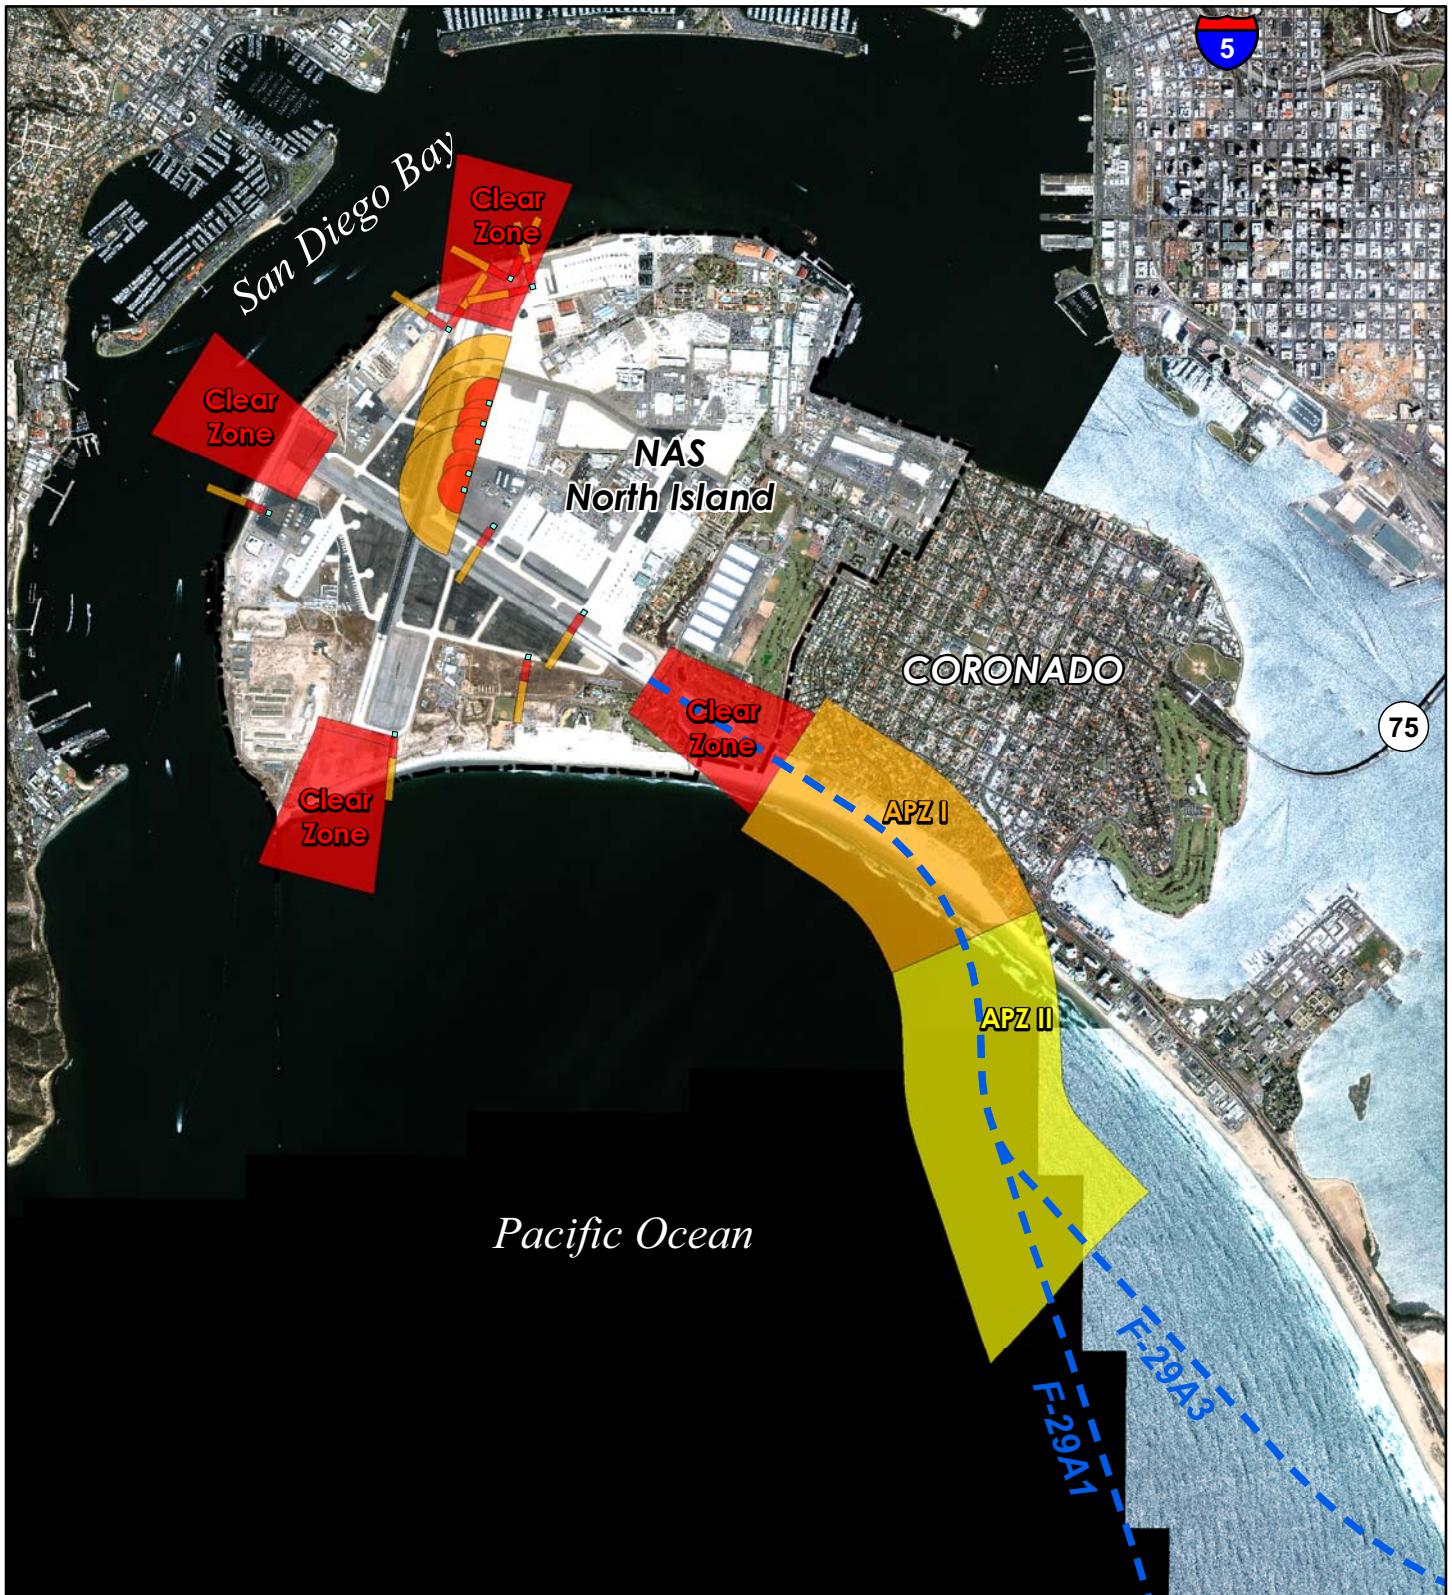 5
San Diego Bay
Clear
Zone
Clear
Zone
NAS
North Island
CORONADO
75
Clear
Zone
Clear
Zone
APZ I
APZ II
Pacific Ocean
F-29A3
F-29A1